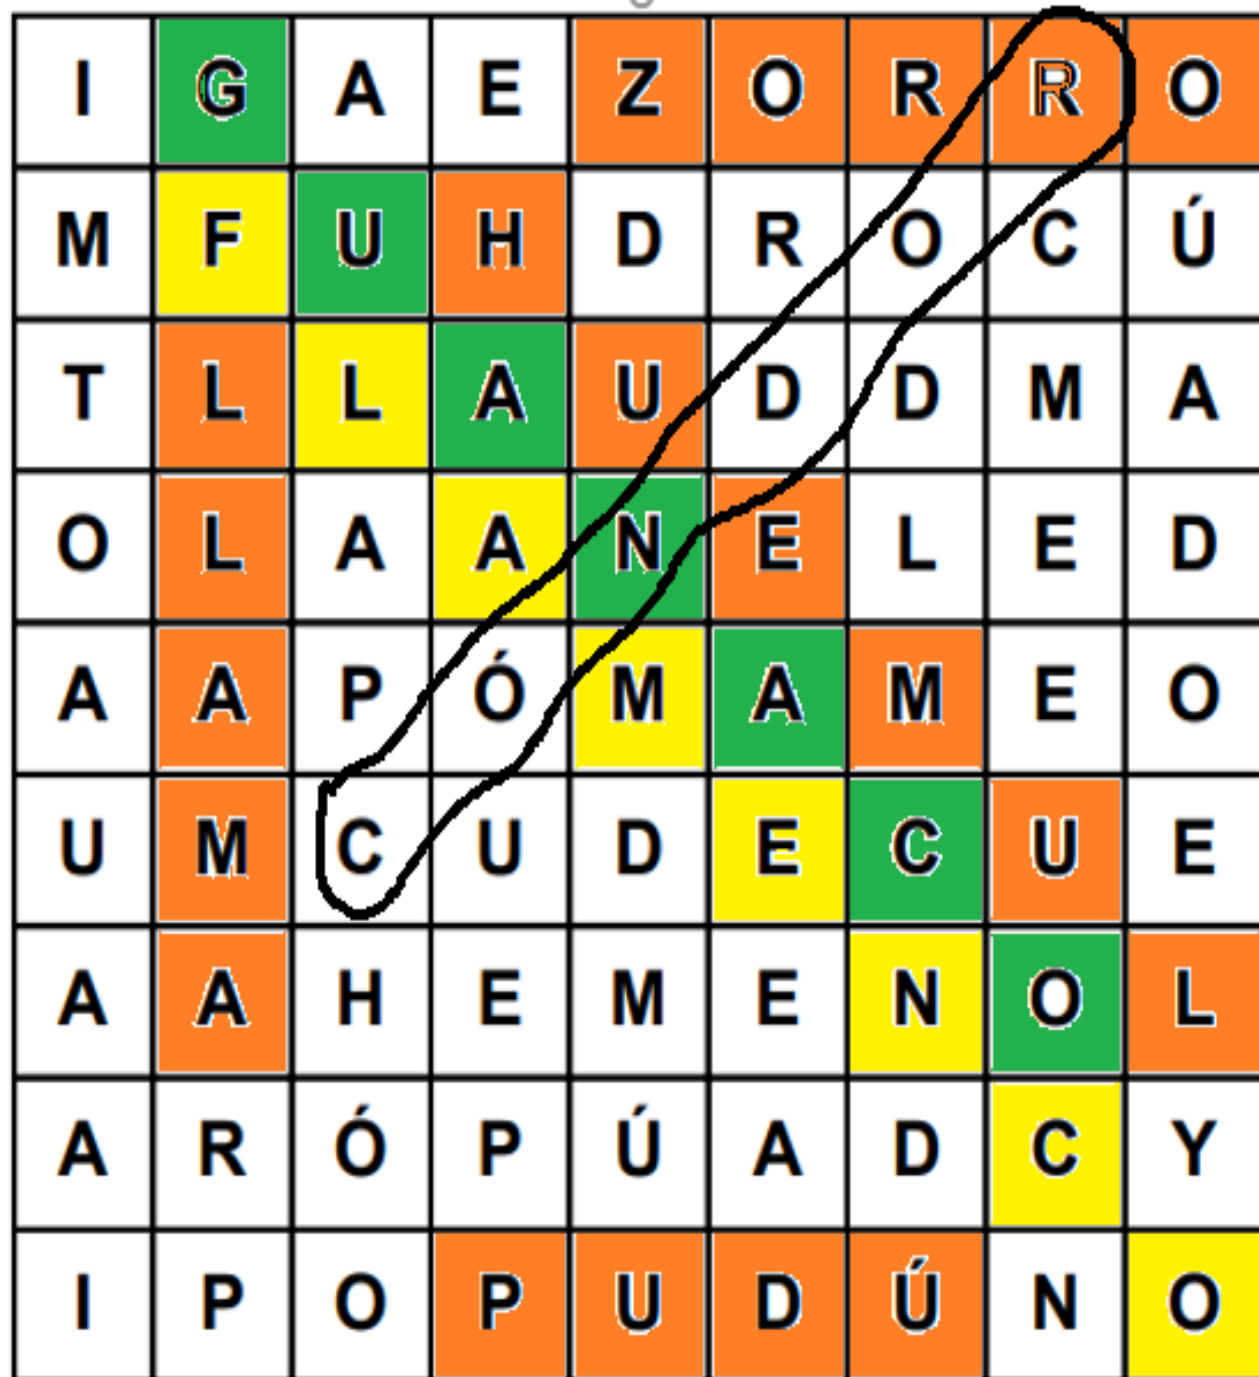 I G A E Z O R R O
M F U H D R O C Ú
T L L A U D D M A
O L A A N E L E D
A A P Ó M A M E O
U M C U D E C U E
A A H E M E N O L
A R Ó P Ú A D C Y
I P O P U D Ú N O